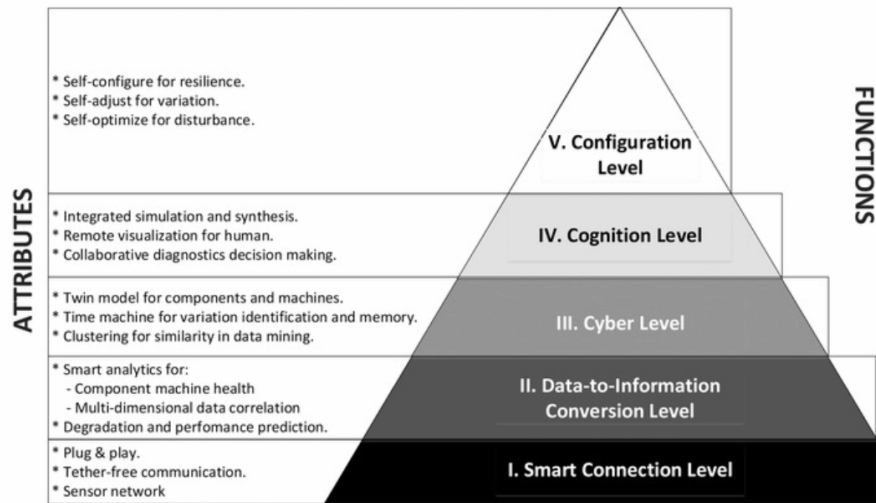 ATTRIBUTES
FUNCTIONS
* Self-configure for resilience.
* Self-adjust for variation.
* Self-optimize for disturbance.
V. Configuration
Level
* Integrated simulation and synthesis.
* Remote visualization for human.
* Collaborative diagnostics decision making.
IV. Cognition Level
* Twin model for components and machines.
* Time machine for variation identification and memory.
* Clustering for similarity in data mining.
III. Cyber Level
* Smart analytics for:
- Component machine health
- Multi-dimensional data correlation
* Degradation and perfomance prediction.
II. Data-to-Information
Conversion Level
* Plug & play.
* Tether-free communication.
* Sensor network
I. Smart Connection Level